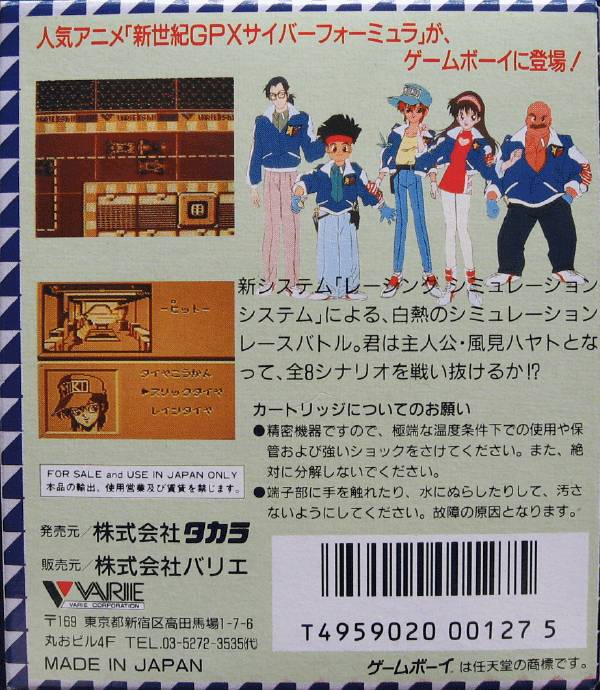 人気アニメ「新世紀GPXサイバーフォーミュラ」が、
ゲームボーイに登場!
ーピットー
タイヤこうかん
▶スリックタイヤ
レインタイヤ
新システム「レーシング シミュレーション
システム」による、白熱のシミュレーション
レースバトル。君は主人公・風見ハヤトとな
って、全8シナリオを戦い抜けるか!?
カートリッジについてのお願い
●精密機器ですので、極端な温度条件下での使用や保
管および強いショックをさけてください。また、絶
対に分解しないでください。
●端子部に手を触れたり、水にぬらしたりして、汚さ
ないようにしてください。故障の原因となります。
FOR SALE and USE IN JAPAN ONLY
本品の輸出、使用営業及び賃貸を禁じます。
発売元/株式会社タカラ
販売元/株式会社バリエ
VARIE
VARIE CORPORATION
〒169 東京都新宿区高田馬場1-7-6
丸おビル4F TEL.03-5272-3535(代)
MADE IN JAPAN
T4959020 00127 5
ゲームボーイは任天堂の商標です。